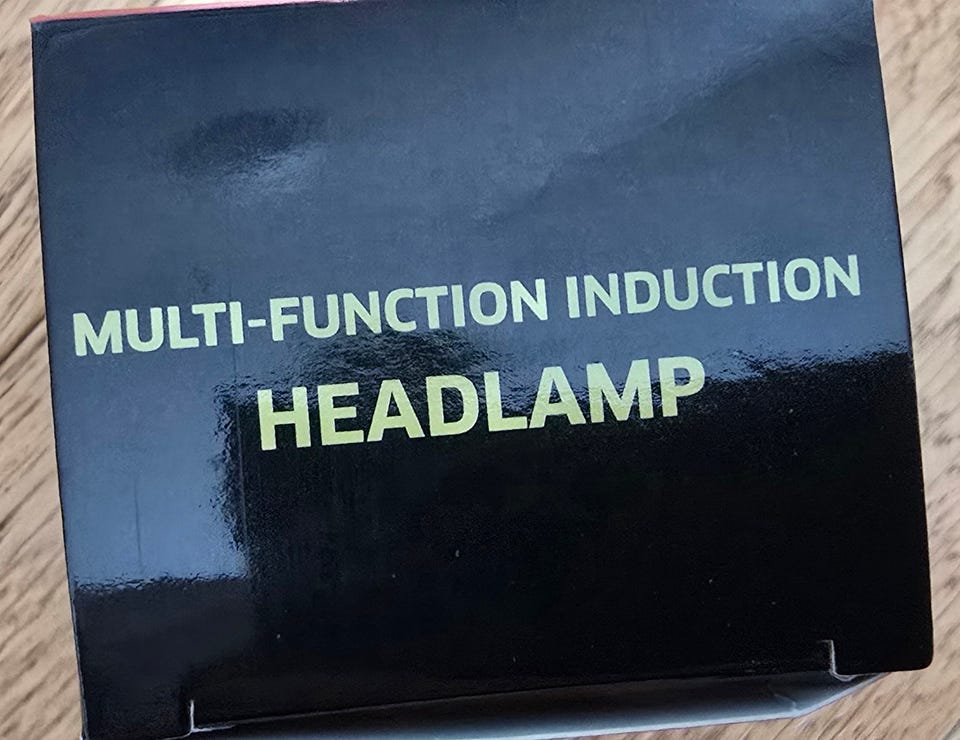 MULTI-FUNCTION INDUCTION
HEADLAMP